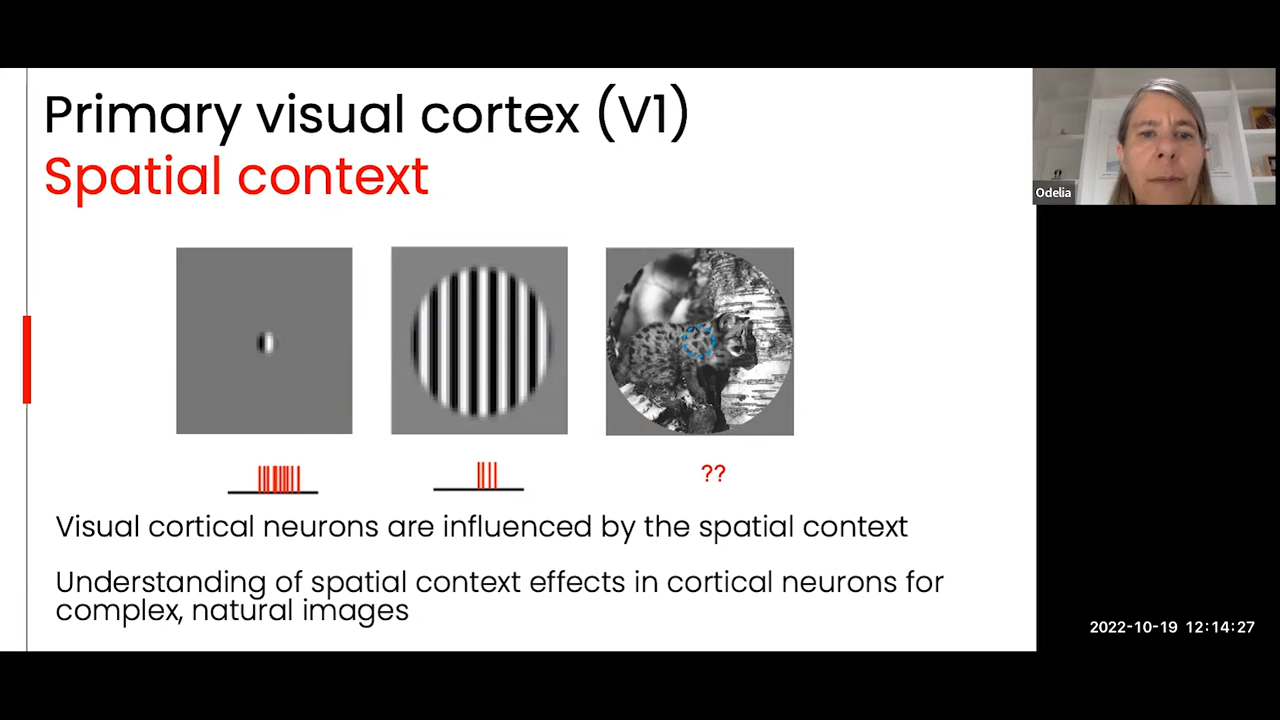 Primary visual cortex (V1)
Spatial context
Odelia
??
Visual cortical neurons are influenced by the spatial context
Understanding of spatial context effects in cortical neurons for
complex, natural images
2022-10-19 12:14:27